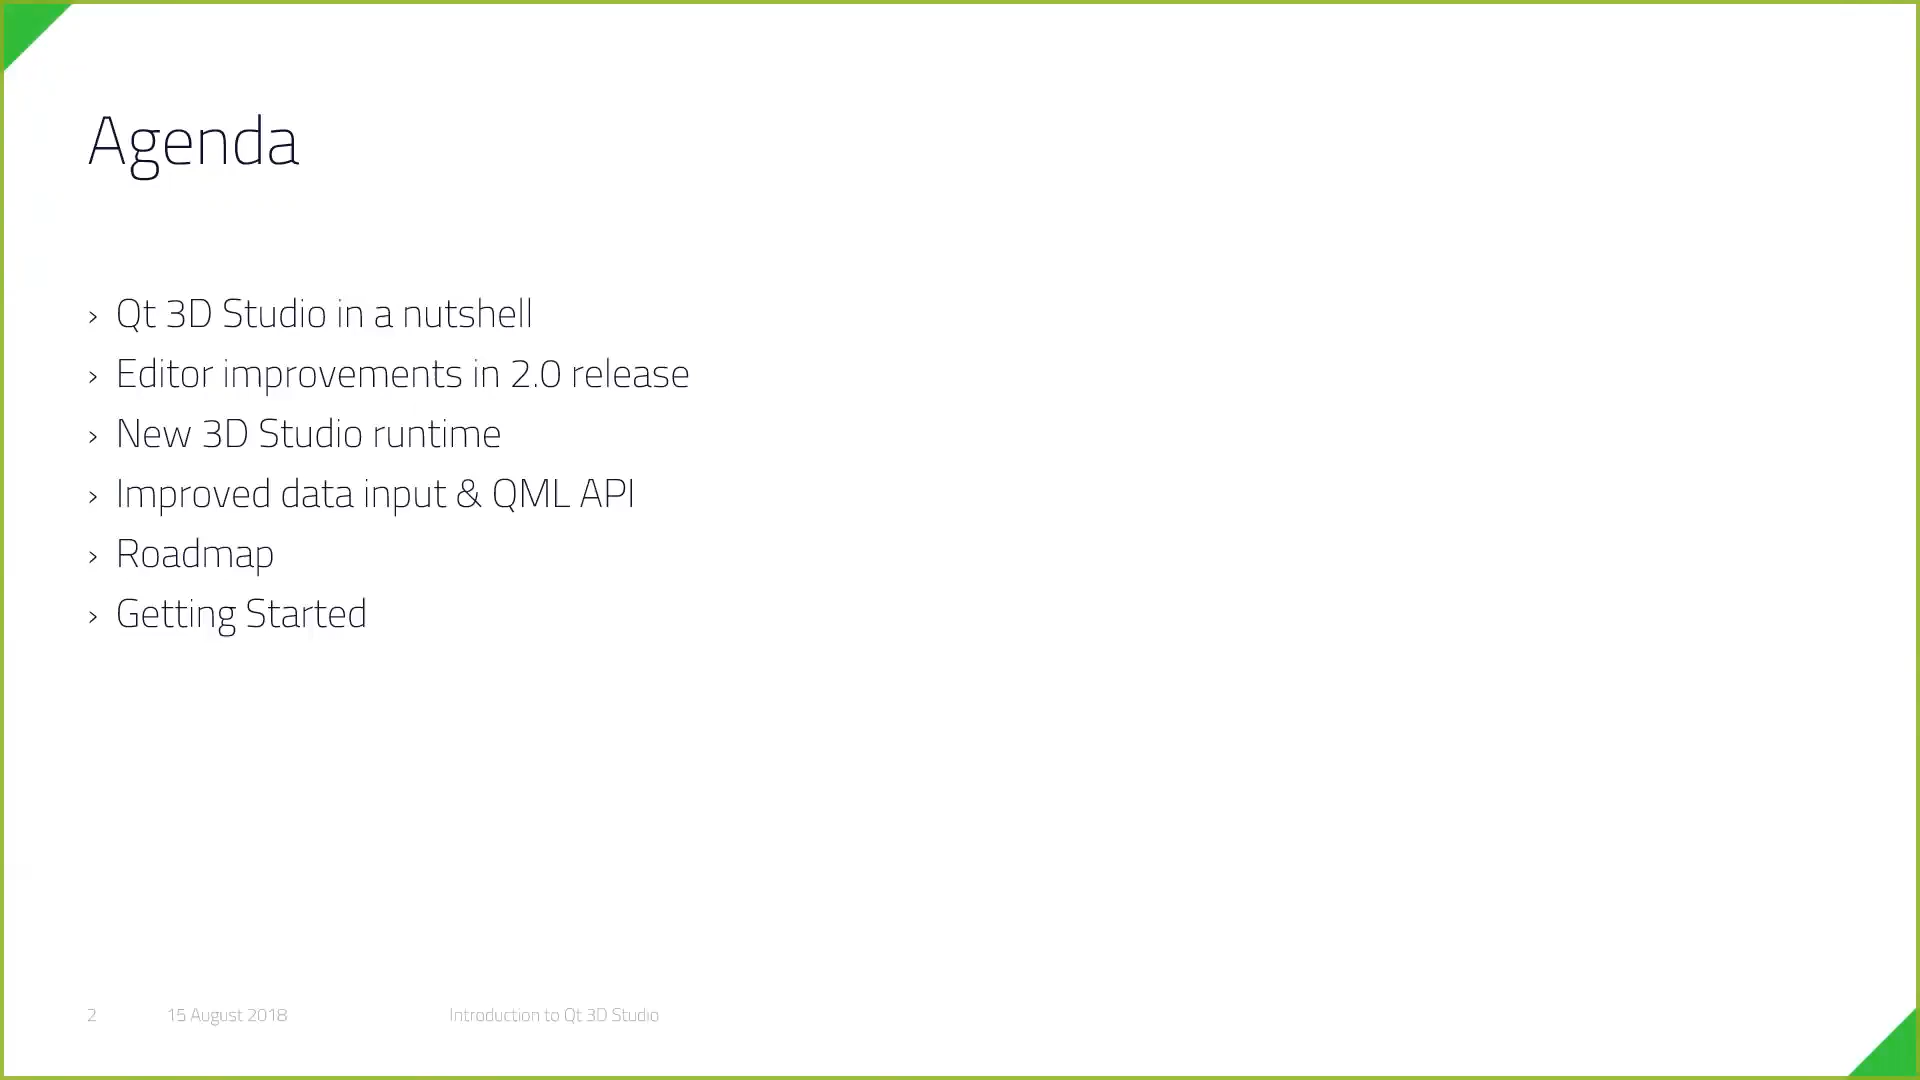 Agenda
› Qt 3D Studio in a nutshell
› Editor improvements in 2.0 release
› New 3D Studio runtime
› Improved data input & QML API
› Roadmap
› Getting Started
2 15 August 2018 Introduction to Qt 3D Studio